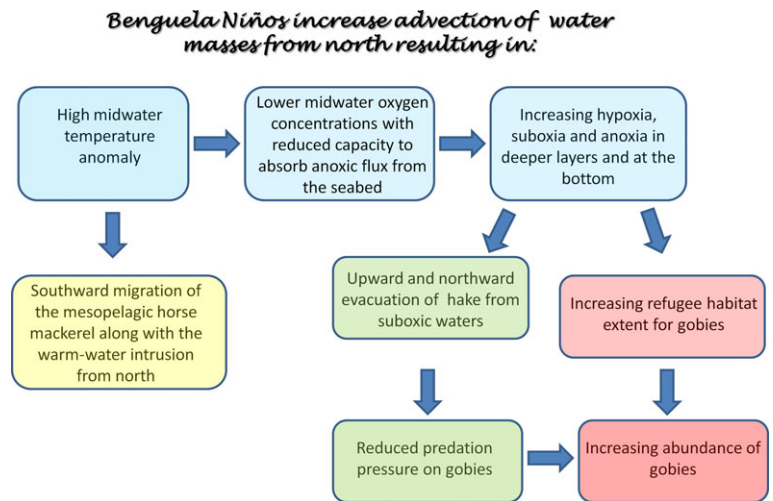 Benguela Niños increase advection of water
masses from north resulting in:
High midwater
temperature
anomaly
Lower midwater oxygen
concentrations with
reduced capacity to
absorb anoxic flux from
the seabed
Increasing hypoxia,
suboxia and anoxia in
deeper layers and at the
bottom
Southward migration of
the mesopelagic horse
mackerel along with the
warm-water intrusion
from north
Upward and northward
evacuation of hake from
suboxic waters
Increasing refugee habitat
extent for gobies
Reduced predation
pressure on gobies
Increasing abundance of
gobies